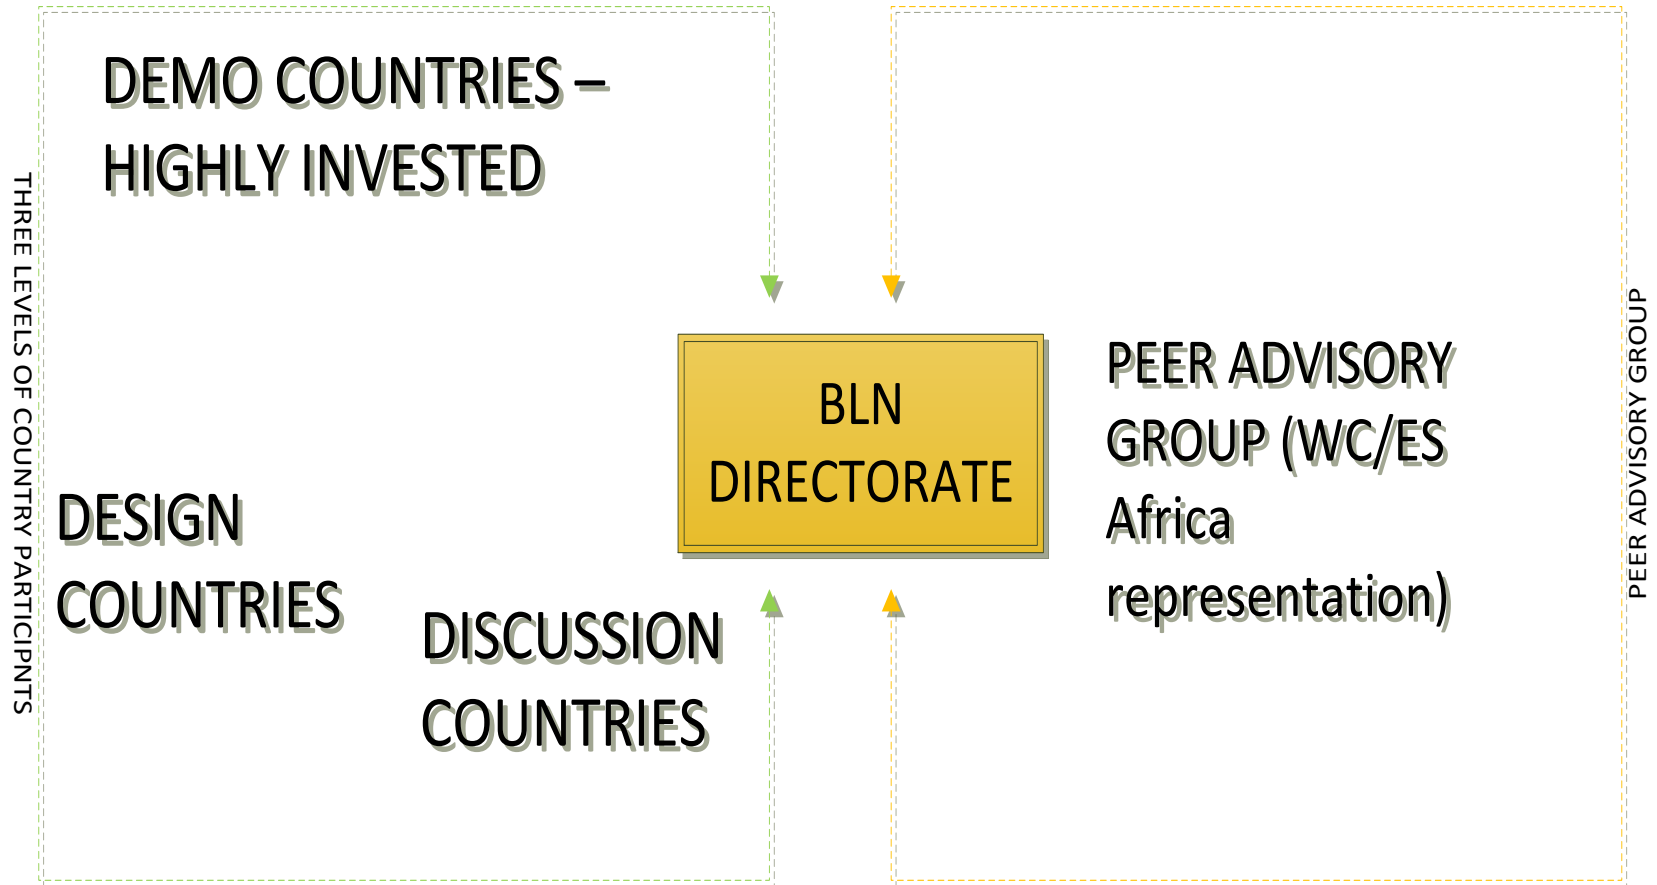 DEMO COUNTRIES –
HIGHLY INVESTED
THREE LEVELS OF COUNTRY PARTICIPNTS
DESIGN
COUNTRIES
DISCUSSION
COUNTRIES
BLN
DIRECTORATE
PEER ADVISORY
GROUP (WC/ES
Africa
representation)
PEER ADVISORY GROUP